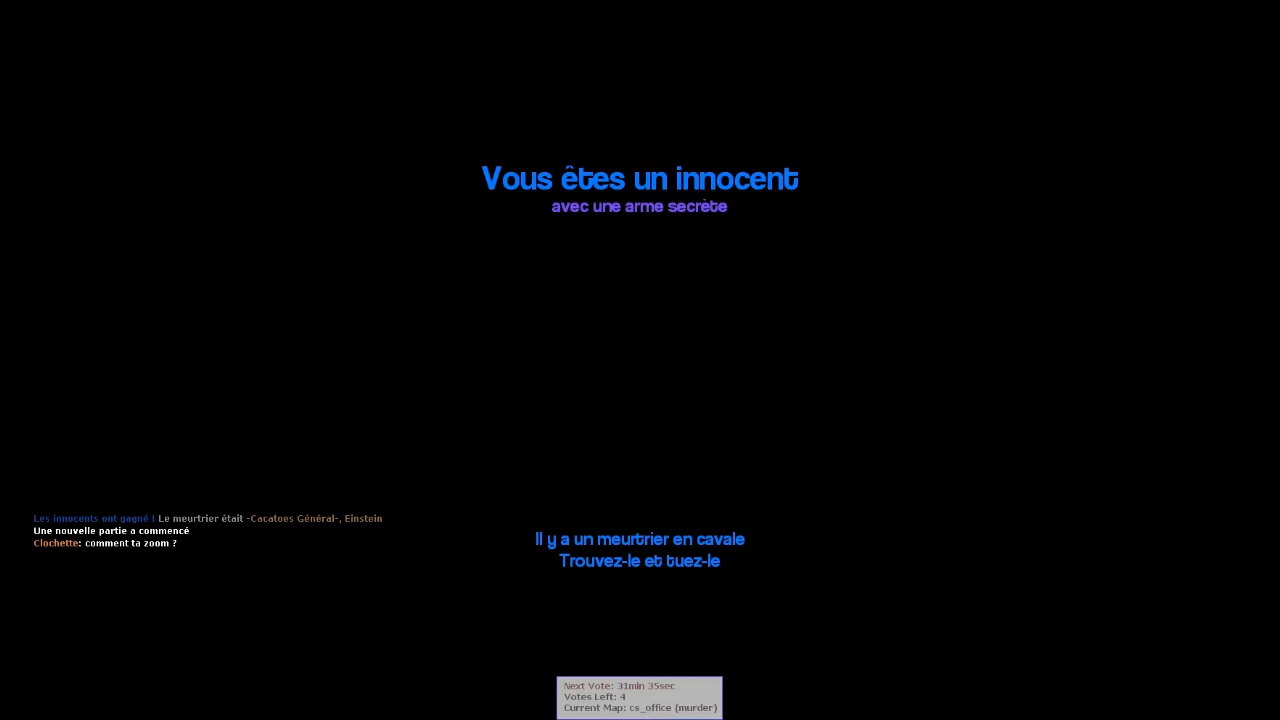 Vous êtes un innocent
avec une arme secrète
Les innocents ont gagné ! Le meurtrier était -Cacatoes Général-, Einstein
Une nouvelle partie a commencé
Clochette: comment ta zoom ?
Il y a un meurtrier en cavale
Trouvez-le et tuez-le
Next Vote: 31min 35sec
Votes Left: 4
Current Map: cs_office (murder)